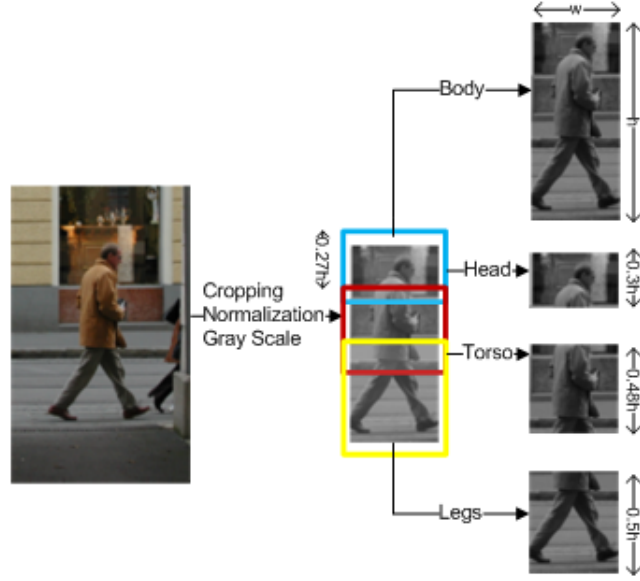 w
Body
h
0.27h
Head
0.3h
Cropping
Normalization
Gray Scale
Torso
0.48h
Legs
0.5h